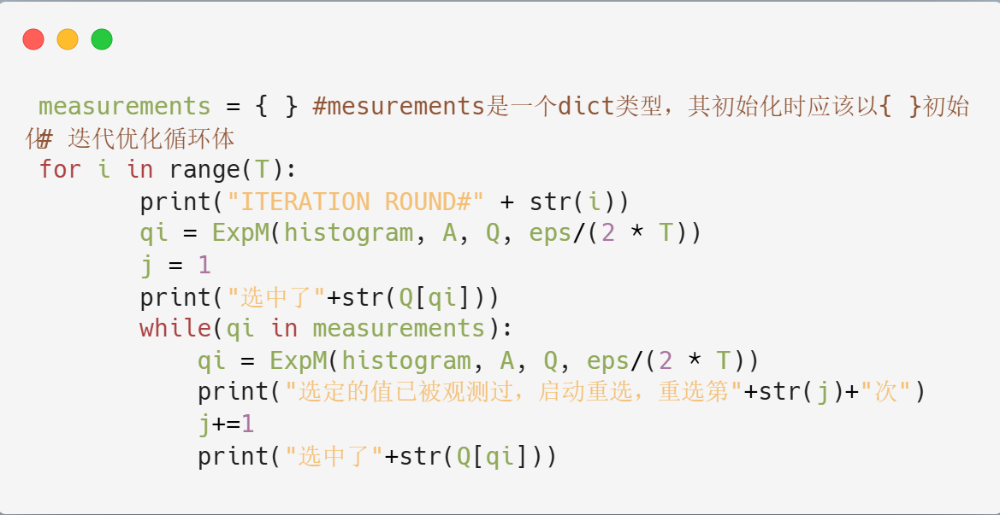 measurements = { } #mesurements是一个dict类型，其初始化时应该以{ }初始
化# 迭代优化循环体
for i in range(T):
print("ITERATION ROUND#" + str(i))
qi = ExpM(histogram, A, Q, eps/(2 * T))
j = 1
print("选中了"+str(Q[qi]))
while(qi in measurements):
qi = ExpM(histogram, A, Q, eps/(2 * T))
print("选定的值已被观测过，启动重选，重选第"+str(j)+"次")
j+=1
print("选中了"+str(Q[qi]))